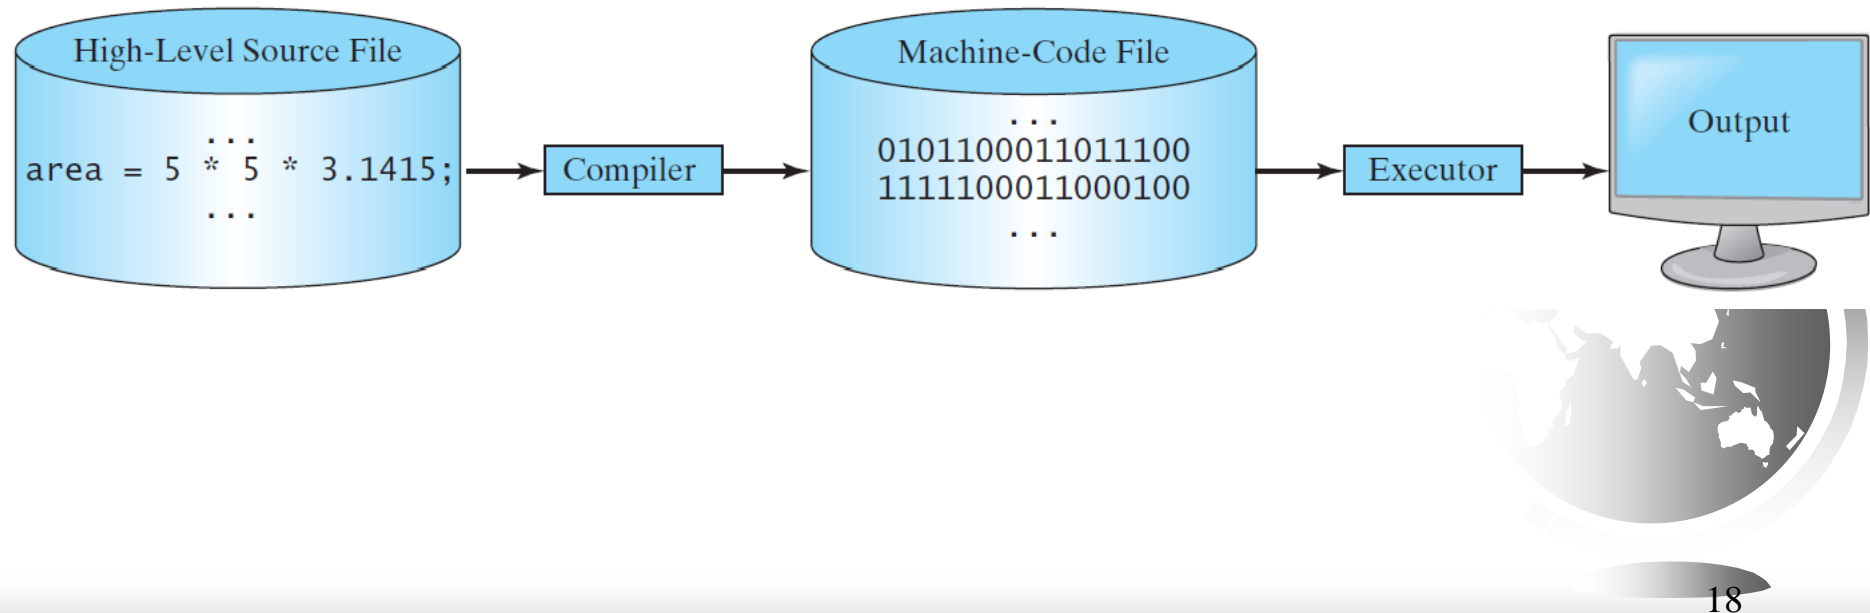 High-Level Source File
...
area = 5 * 5 * 3.1415;
...
Compiler
Machine-Code File
...
0101100011011100
1111100011000100
...
Executor
Output
18